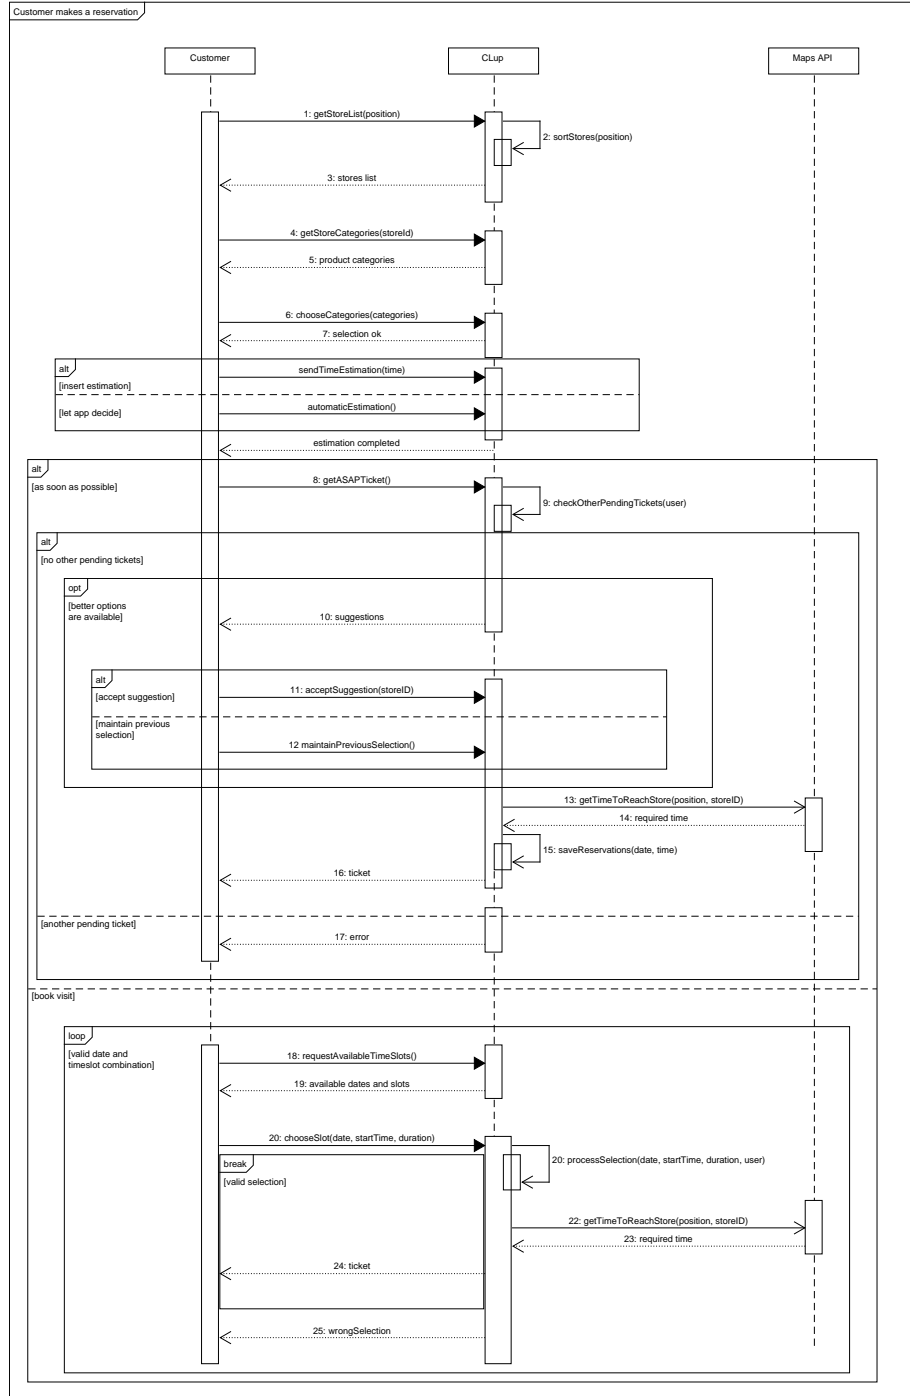 Customer makes a reservation
Customer
CLup
Maps API
1: getStoreList(position)
2: sortStores(position)
3: stores list
4: getStoreCategories(storeId)
5: product categories
6: chooseCategories(categories)
7: selection ok
alt
sendTimeEstimation(time)
[insert estimation]
automaticEstimation()
[let app decide]
estimation completed
alt
[as soon as possible]
8: getASAPTicket()
9: checkOtherPendingTickets(user)
alt
[no other pending tickets]
opt
[better options
are available]
10: suggestions
alt
11: acceptSuggestion(storeID)
[accept suggestion]
[maintain previous
selection]
12 maintainPreviousSelection()
13: getTimeToReachStore(position, storeID)
14: required time
15: saveReservations(date, time)
16: ticket
[another pending ticket]
17: error
[book visit]
loop
[valid date and
timeslot combination]
18: requestAvailableTimeSlots()
19: available dates and slots
20: chooseSlot(date, startTime, duration)
20: processSelection(date, startTime, duration, user)
break
[valid selection]
22: getTimeToReachStore(position, storeID)
23: required time
24: ticket
25: wrongSelection